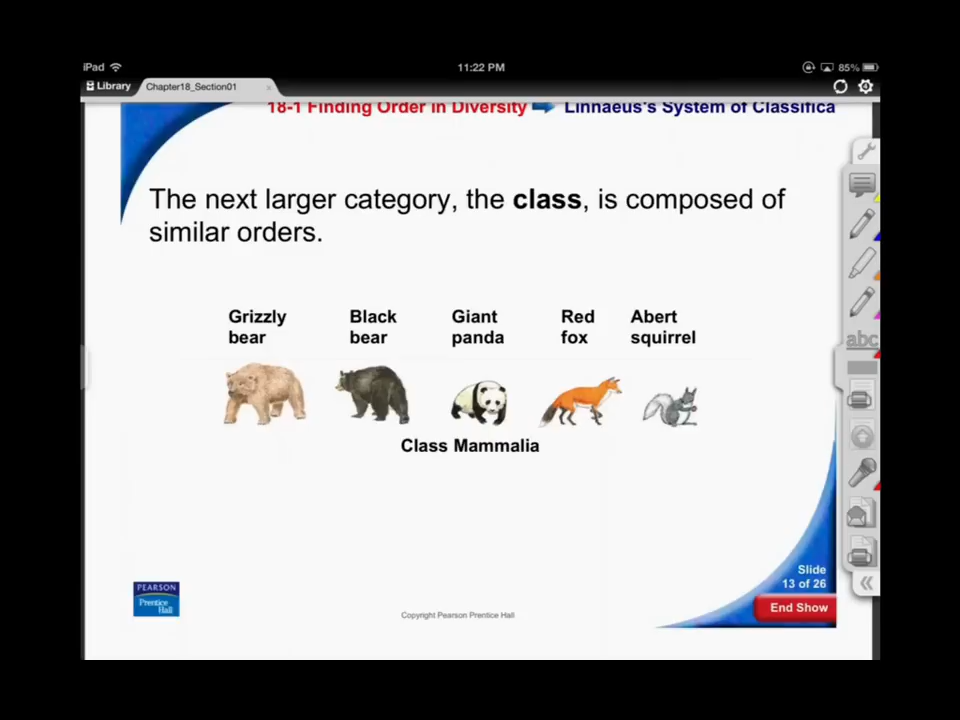 iPad
11:22 PM
85%
Library
Chapter18_Section01
18-1 Finding Order in Diversity
Linnaeus's System of Classifica
The next larger category, the class, is composed of
similar orders.
Grizzly
bear
Black
bear
Giant
panda
Red
fox
Abert
squirrel
abc
Class Mammalia
Slide
13 of 26
End Show
PEARSON
Prentice
Hall
Copyright Pearson Prentice Hall